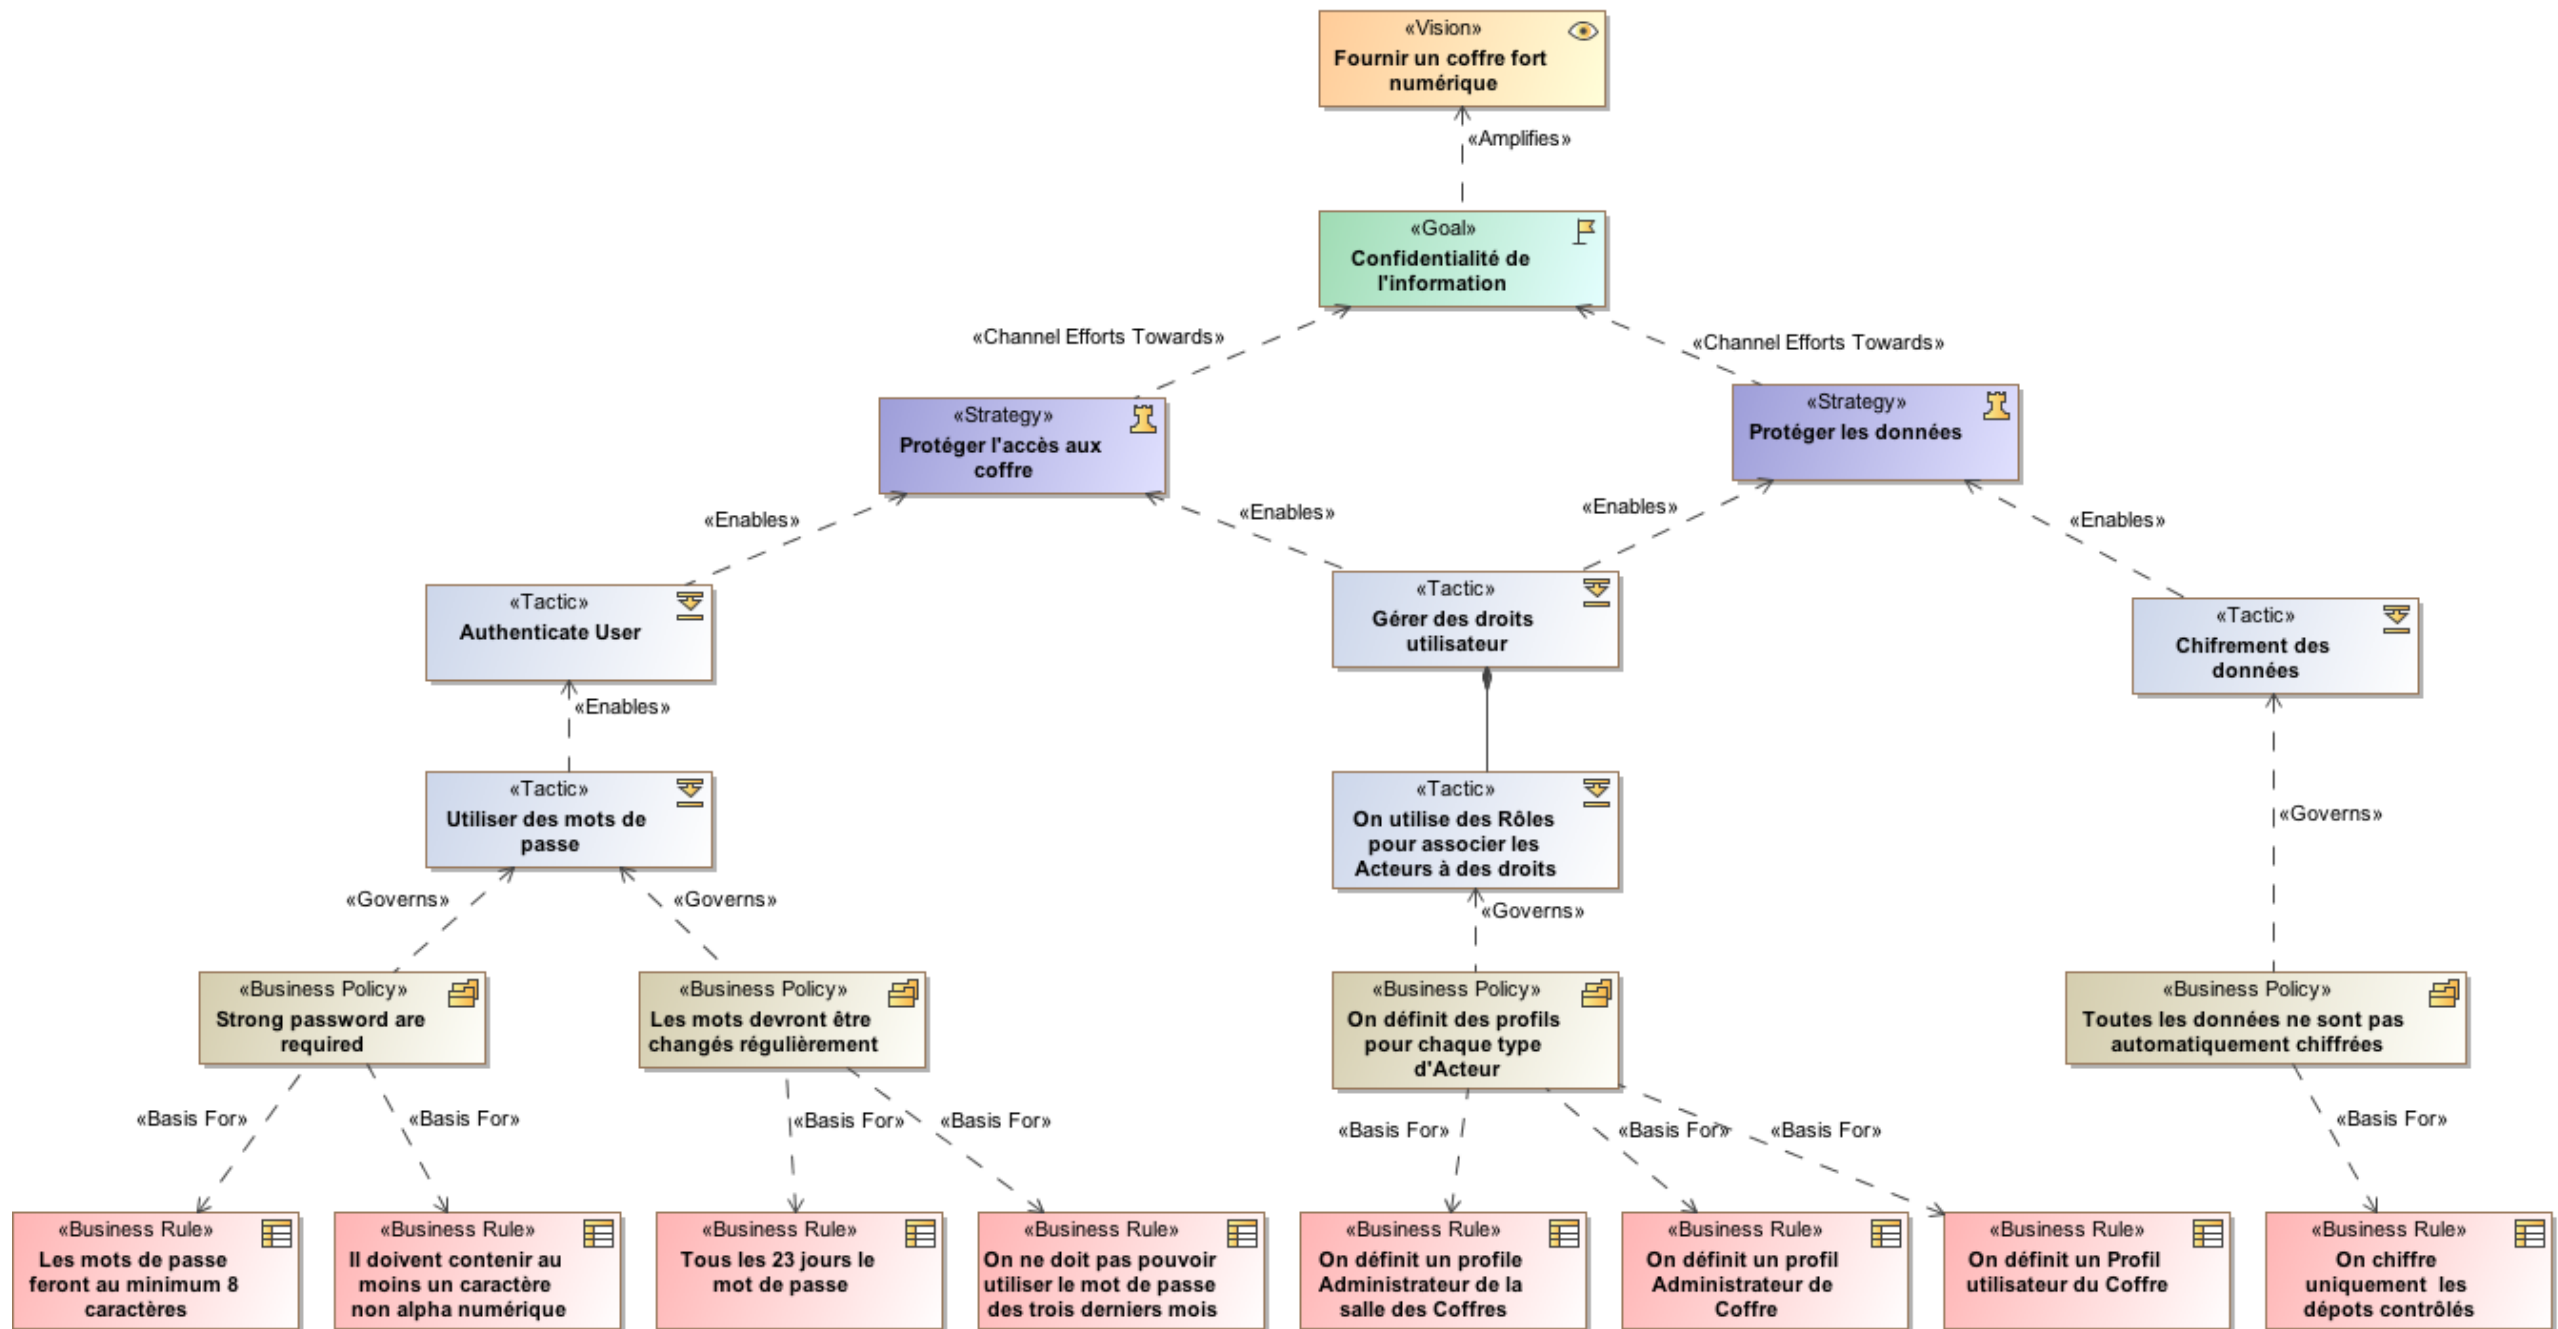 «Vision»
Fournir un coffre fort
numérique
«Amplifies»
«Goal»
Confidentialité de
l'information
«Channel Efforts Towards»
«Channel Efforts Towards»
«Strategy»
Protéger l'accès aux
coffre
«Strategy»
Protéger les données
«Enables»
«Enables»
«Enables»
«Enables»
«Tactic»
Authenticate User
«Tactic»
Gérer des droits
utilisateur
«Tactic»
Chifrement des
données
«Enables»
«Tactic»
Utiliser des mots de
passe
«Tactic»
On utilise des Rôles
pour associer les
Acteurs à des droits
«Governs»
«Governs»
«Governs»
«Governs»
«Business Policy»
Strong password are
required
«Business Policy»
Les mots devront être
changés régulièrement
«Business Policy»
On définit des profils
pour chaque type
d'Acteur
«Business Policy»
Toutes les données ne sont pas
automatiquement chiffrées
«Basis For»
«Basis For»
«Basis For»
«Basis For»
«Basis For»
«Basis For»
«Basis For»
«Basis For»
«Business Rule»
Les mots de passe
feront au minimum 8
caractères
«Business Rule»
Il doivent contenir au
moins un caractère
non alpha numérique
«Business Rule»
Tous les 23 jours le
mot de passe
«Business Rule»
On ne doit pas pouvoir
utiliser le mot de passe
des trois derniers mois
«Business Rule»
On définit un profile
Administrateur de la
salle des Coffres
«Business Rule»
On définit un profil
Administrateur de
Coffre
«Business Rule»
On définit un Profil
utilisateur du Coffre
«Business Rule»
On chiffre
uniquement les
dépots contrôlés